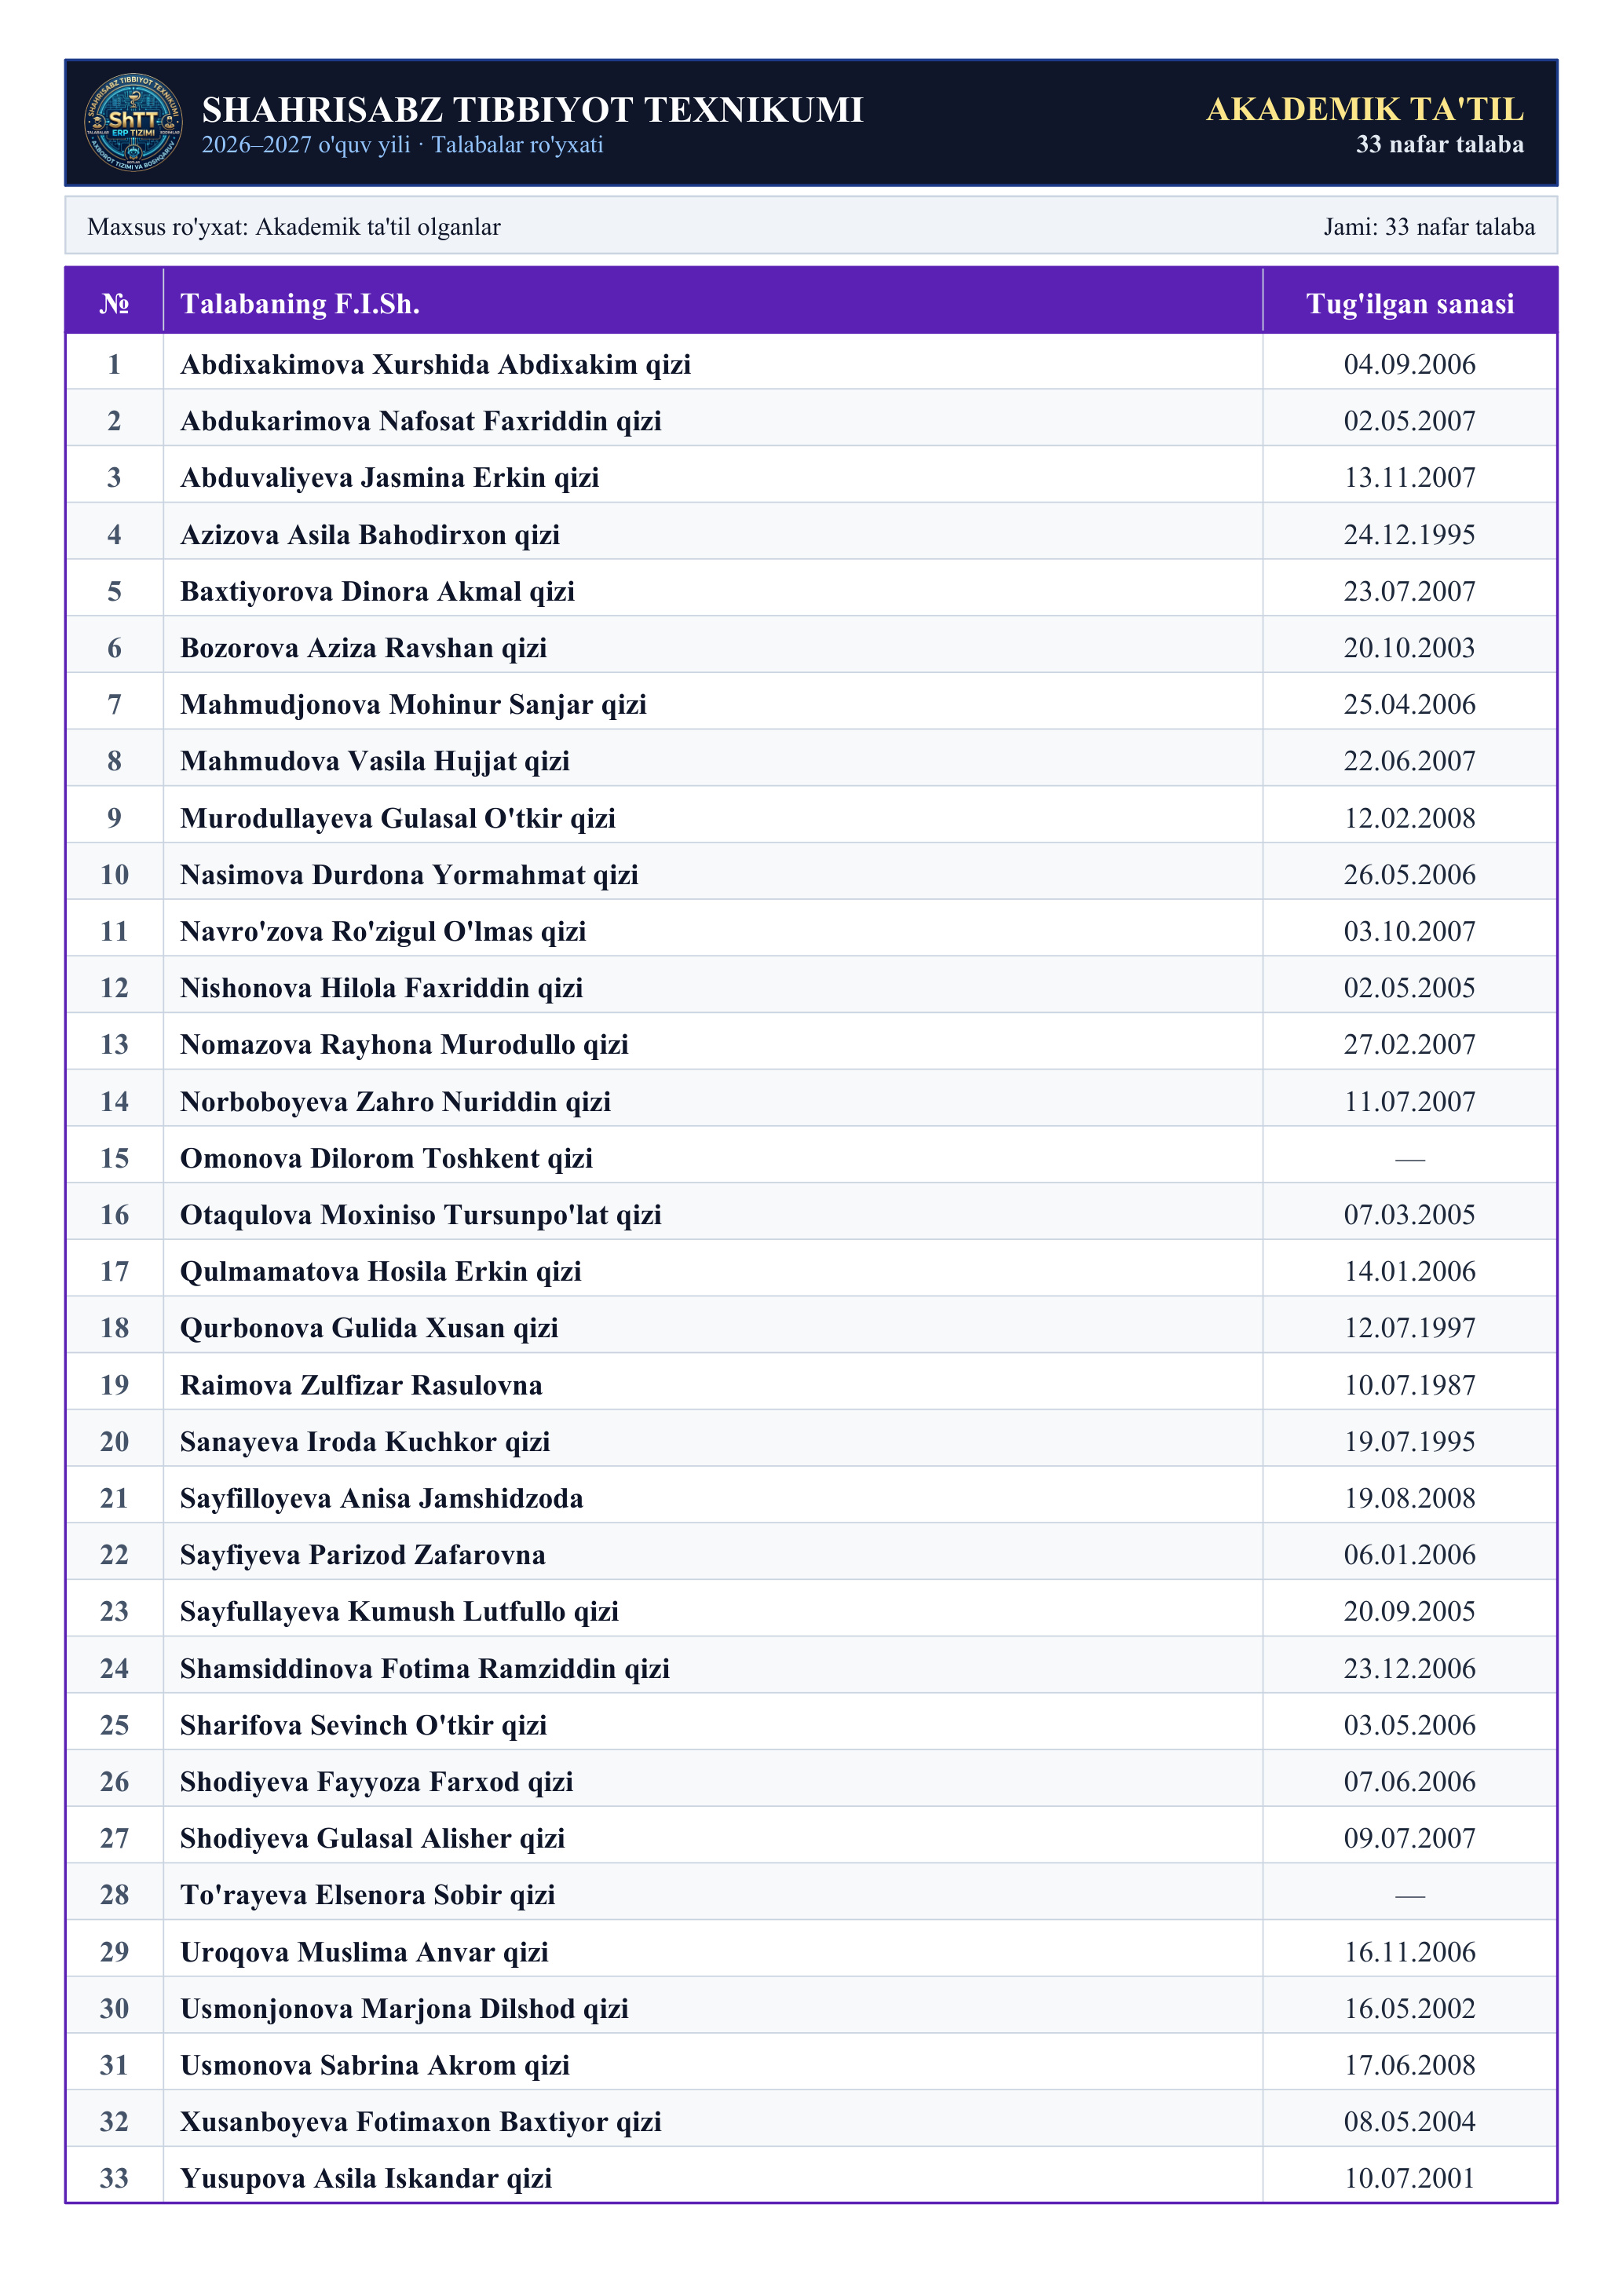 SHAHRISABZ TIBBIYOT TEXNIKUMI
ShTT
ERP TIZIMI
SHAHRISABZ TIBBIYOT TEXNIKUMI
2026–2027 o'quv yili · Talabalar ro'yxati
AKADEMIK TA'TIL
33 nafar talaba
Maxsus ro'yxat: Akademik ta'til olganlar Jami: 33 nafar talaba
№ Talabaning F.I.Sh. Tug'ilgan sanasi
1 Abdixakimova Xurshida Abdixakim qizi 04.09.2006
2 Abdukarimova Nafosat Faxriddin qizi 02.05.2007
3 Abduvaliyeva Jasmina Erkin qizi 13.11.2007
4 Azizova Asila Bahodirxon qizi 24.12.1995
5 Baxtiyorova Dinora Akmal qizi 23.07.2007
6 Bozorova Aziza Ravshan qizi 20.10.2003
7 Mahmudjonova Mohinur Sanjar qizi 25.04.2006
8 Mahmudova Vasila Hujjat qizi 22.06.2007
9 Murodullayeva Gulasal O'tkir qizi 12.02.2008
10 Nasimova Durdona Yormahmat qizi 26.05.2006
11 Navro'zova Ro'zigul O'lmas qizi 03.10.2007
12 Nishonova Hilola Faxriddin qizi 02.05.2005
13 Nomazova Rayhona Murodullo qizi 27.02.2007
14 Norboboyeva Zahro Nuriddin qizi 11.07.2007
15 Omonova Dilorom Toshkent qizi —
16 Otaqulova Moxiniso Tursunpo'lat qizi 07.03.2005
17 Qulmamatova Hosila Erkin qizi 14.01.2006
18 Qurbonova Gulida Xusan qizi 12.07.1997
19 Raimova Zulfizar Rasulovna 10.07.1987
20 Sanayeva Iroda Kuchkor qizi 19.07.1995
21 Sayfilloyeva Anisa Jamshidzoda 19.08.2008
22 Sayfiyeva Parizod Zafarovna 06.01.2006
23 Sayfullayeva Kumush Lutfullo qizi 20.09.2005
24 Shamsiddinova Fotima Ramziddin qizi 23.12.2006
25 Sharifova Sevinch O'tkir qizi 03.05.2006
26 Shodiyeva Fayyoza Farxod qizi 07.06.2006
27 Shodiyeva Gulasal Alisher qizi 09.07.2007
28 To'rayeva Elsenora Sobir qizi —
29 Uroqova Muslima Anvar qizi 16.11.2006
30 Usmonjonova Marjona Dilshod qizi 16.05.2002
31 Usmonova Sabrina Akrom qizi 17.06.2008
32 Xusanboyeva Fotimaxon Baxtiyor qizi 08.05.2004
33 Yusupova Asila Iskandar qizi 10.07.2001